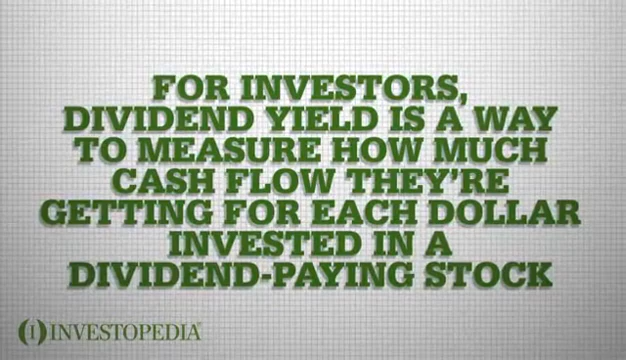 FOR INVESTORS,
DIVIDEND YIELD IS A WAY
TO MEASURE HOW MUCH
CASH FLOW THEY'RE
GETTING FOR EACH DOLLAR
INVESTED IN A
DIVIDEND-PAYING STOCK
(I) INVESTOPEDIA